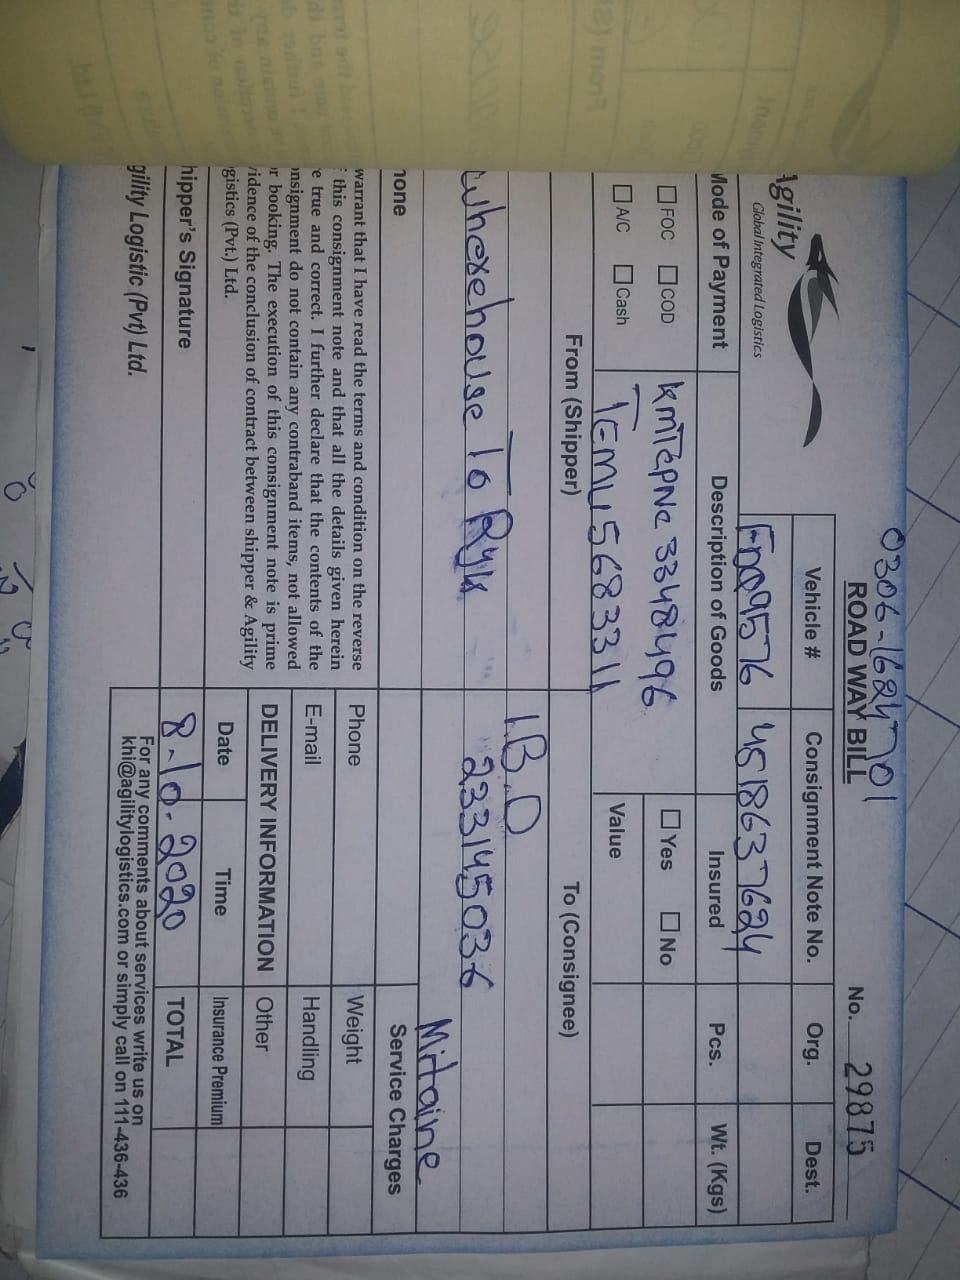 0306-1624701
ROAD WAY BILL
No. 29875
Agility
Global Integrated Logistics
Vehicle # Consignment Note No. Org. Dest.
4518637624
Mode of Payment Description of Goods Insured Pcs. Wt. (Kgs)
FOC COD
KMTCPNC 3348496
Yes No
A/C Cash
TEMU5683311
Value
From (Shipper) To (Consignee)
I.B.D
wherehouse To Ryk
233145036
Mitaine
hone Service Charges
warrant that I have read the terms and condition on the reverse
this consignment note and that all the details given herein
e true and correct. I further declare that the contents of the
nsignment do not contain any contraband items, not allowed
r booking. The execution of this consignment note is prime
vidence of the conclusion of contract between shipper & Agility
gistics (Pvt.) Ltd.
Phone Weight
E-mail Handling
DELIVERY INFORMATION Other
Date Time Insurance Premium
hipper's Signature
8-10-2020
TOTAL
gility Logistic (Pvt) Ltd.
For any comments about services write us on
khi@agilitylogistics.com or simply call on 111-436-436